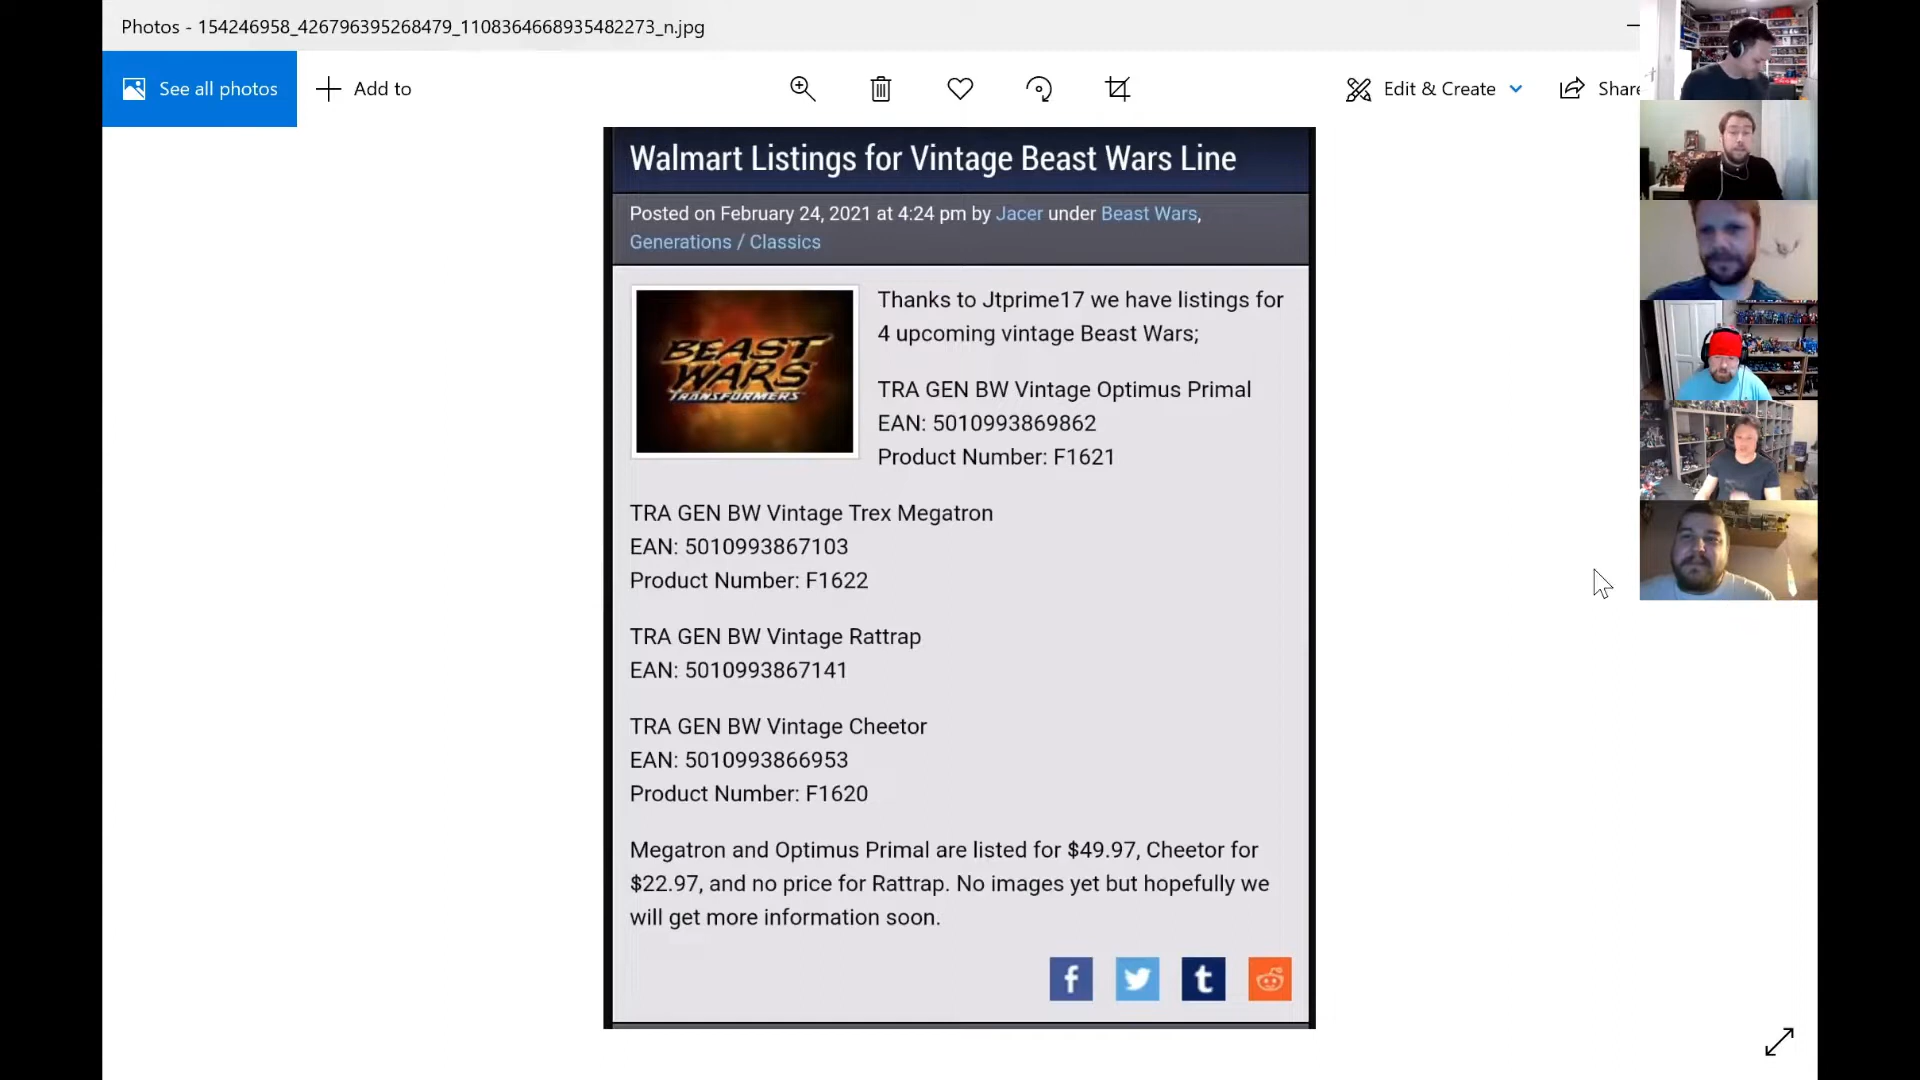 Photos - 154246958_426796395268479_1108364668935482273_n.jpg
See all photos
Add to
Edit & Create
Share
Walmart Listings for Vintage Beast Wars Line
Posted on February 24, 2021 at 4:24 pm by Jacer under Beast Wars,
Generations / Classics
BEAST
WARS
TRANSFORMERS
Thanks to Jtprime17 we have listings for
4 upcoming vintage Beast Wars;
TRA GEN BW Vintage Optimus Primal
EAN: 5010993869862
Product Number: F1621
TRA GEN BW Vintage Trex Megatron
EAN: 5010993867103
Product Number: F1622
TRA GEN BW Vintage Rattrap
EAN: 5010993867141
TRA GEN BW Vintage Cheetor
EAN: 5010993866953
Product Number: F1620
Megatron and Optimus Primal are listed for $49.97, Cheetor for
$22.97, and no price for Rattrap. No images yet but hopefully we
will get more information soon.